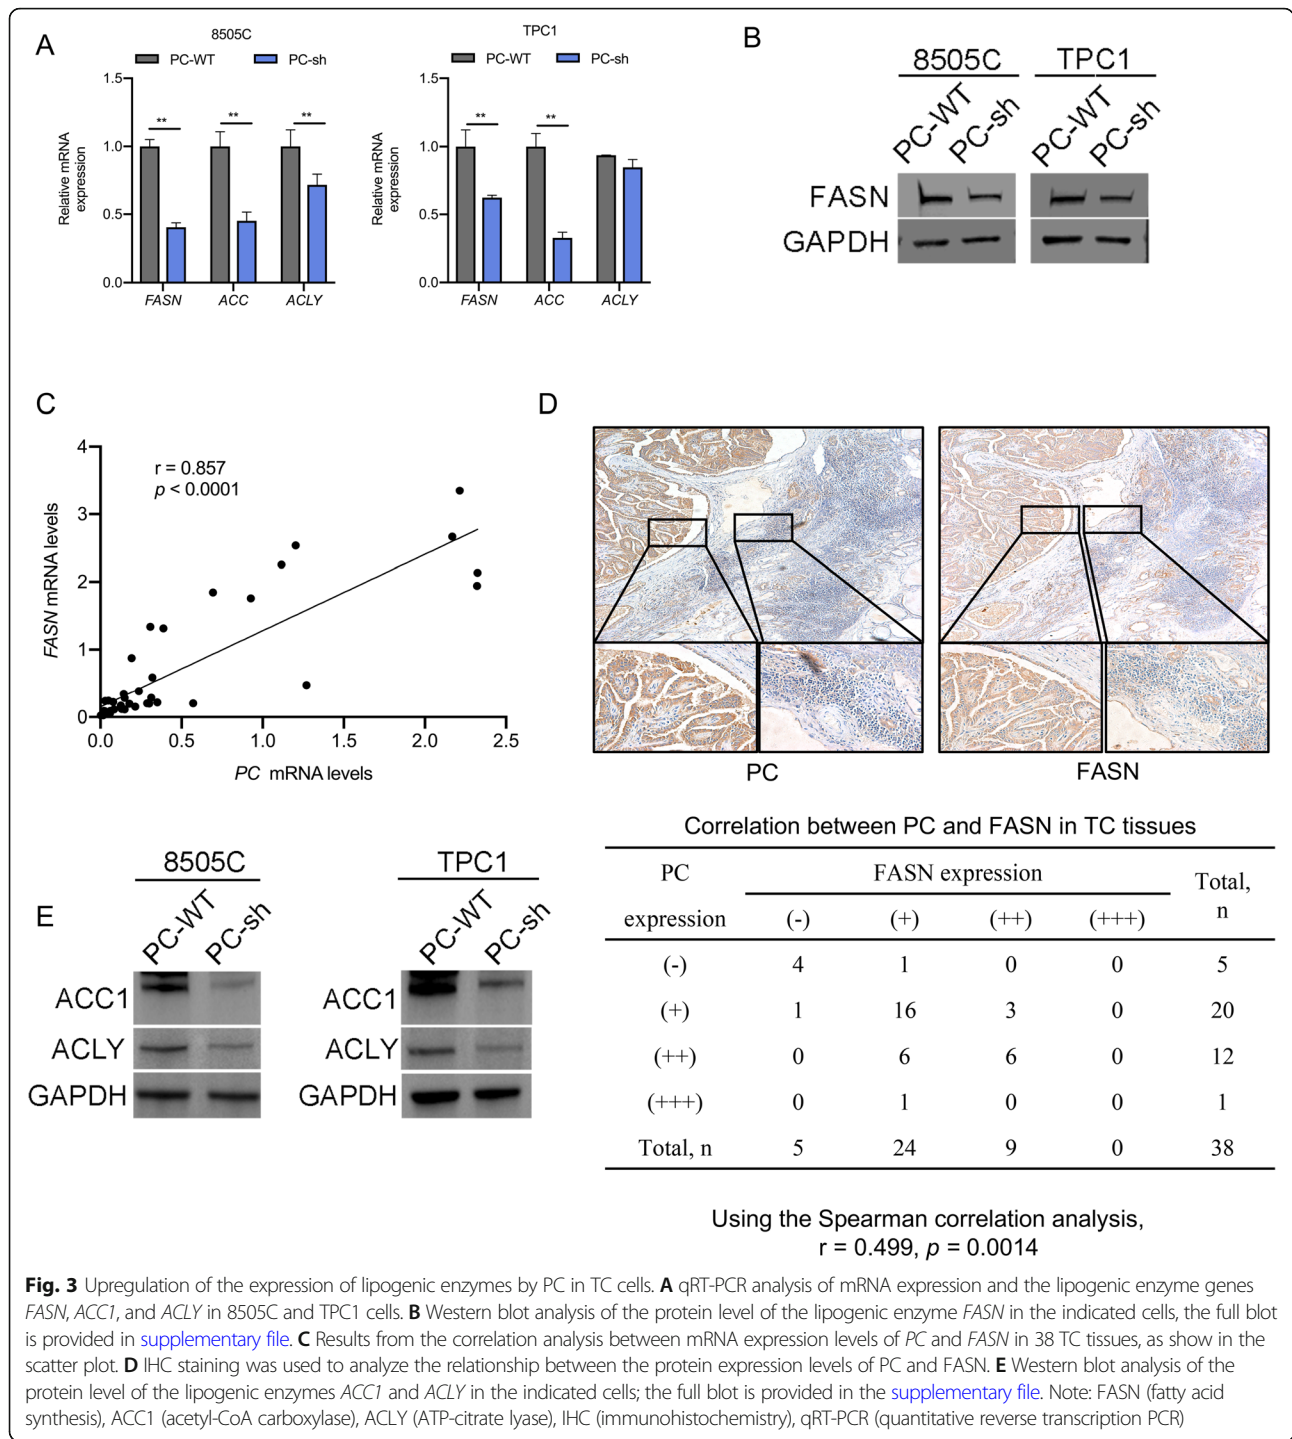 A
8505C
PC-WT PC-sh
Relative mRNA
expression
1.5
1.0
0.5
0.0
** ** **
FASN ACC ACLY
TPC1
PC-WT PC-sh
Relative mRNA
expression
1.5
1.0
0.5
0.0
** **
FASN ACC ACLY
B
8505C TPC1
PC-WT PC-sh PC-WT PC-sh
FASN
GAPDH
C
r = 0.857
p < 0.0001
FASN mRNA levels
4
3
2
1
0
0.0 0.5 1.0 1.5 2.0 2.5
PC mRNA levels
D
PC FASN
Correlation between PC and FASN in TC tissues
PC FASN expression Total,
n
expression (-) (+) (++) (+++)
(-) 4 1 0 0 5
(+) 1 16 3 0 20
(++) 0 6 6 0 12
(+++) 0 1 0 0 1
Total, n 5 24 9 0 38
Using the Spearman correlation analysis,
r = 0.499, p = 0.0014
E
8505C TPC1
PC-WT PC-sh PC-WT PC-sh
ACC1 ACC1
ACLY ACLY
GAPDH GAPDH
Fig. 3 Upregulation of the expression of lipogenic enzymes by PC in TC cells. A qRT-PCR analysis of mRNA expression and the lipogenic enzyme genes
FASN, ACC1, and ACLY in 8505C and TPC1 cells. B Western blot analysis of the protein level of the lipogenic enzyme FASN in the indicated cells, the full blot
is provided in supplementary file. C Results from the correlation analysis between mRNA expression levels of PC and FASN in 38 TC tissues, as show in the
scatter plot. D IHC staining was used to analyze the relationship between the protein expression levels of PC and FASN. E Western blot analysis of the
protein level of the lipogenic enzymes ACC1 and ACLY in the indicated cells; the full blot is provided in the supplementary file. Note: FASN (fatty acid
synthesis), ACC1 (acetyl-CoA carboxylase), ACLY (ATP-citrate lyase), IHC (immunohistochemistry), qRT-PCR (quantitative reverse transcription PCR)